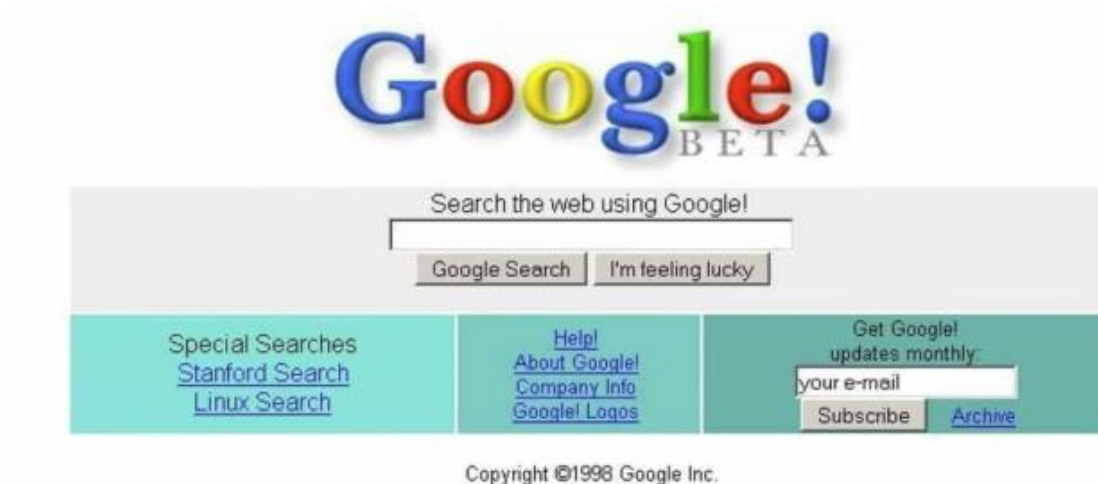 Google!
BETA
Search the web using Google!
Google Search
I'm feeling lucky
Special Searches
Stanford Search
Linux Search
Help!
About Google!
Company Info
Google! Logos
Get Google!
updates monthly:
your e-mail
Subscribe
Archive
Copyright ©1998 Google Inc.